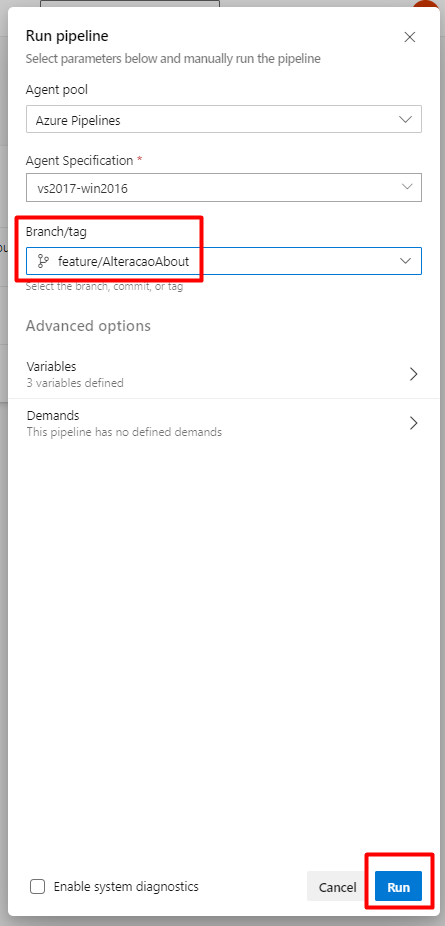 Run pipeline
Select parameters below and manually run the pipeline
Agent pool
Azure Pipelines
Agent Specification *
vs2017-win2016
Branch/tag
feature/AlteracaoAbout
Select the branch, commit, or tag
Advanced options
Variables
3 variables defined
Demands
This pipeline has no defined demands
Enable system diagnostics
Cancel
Run